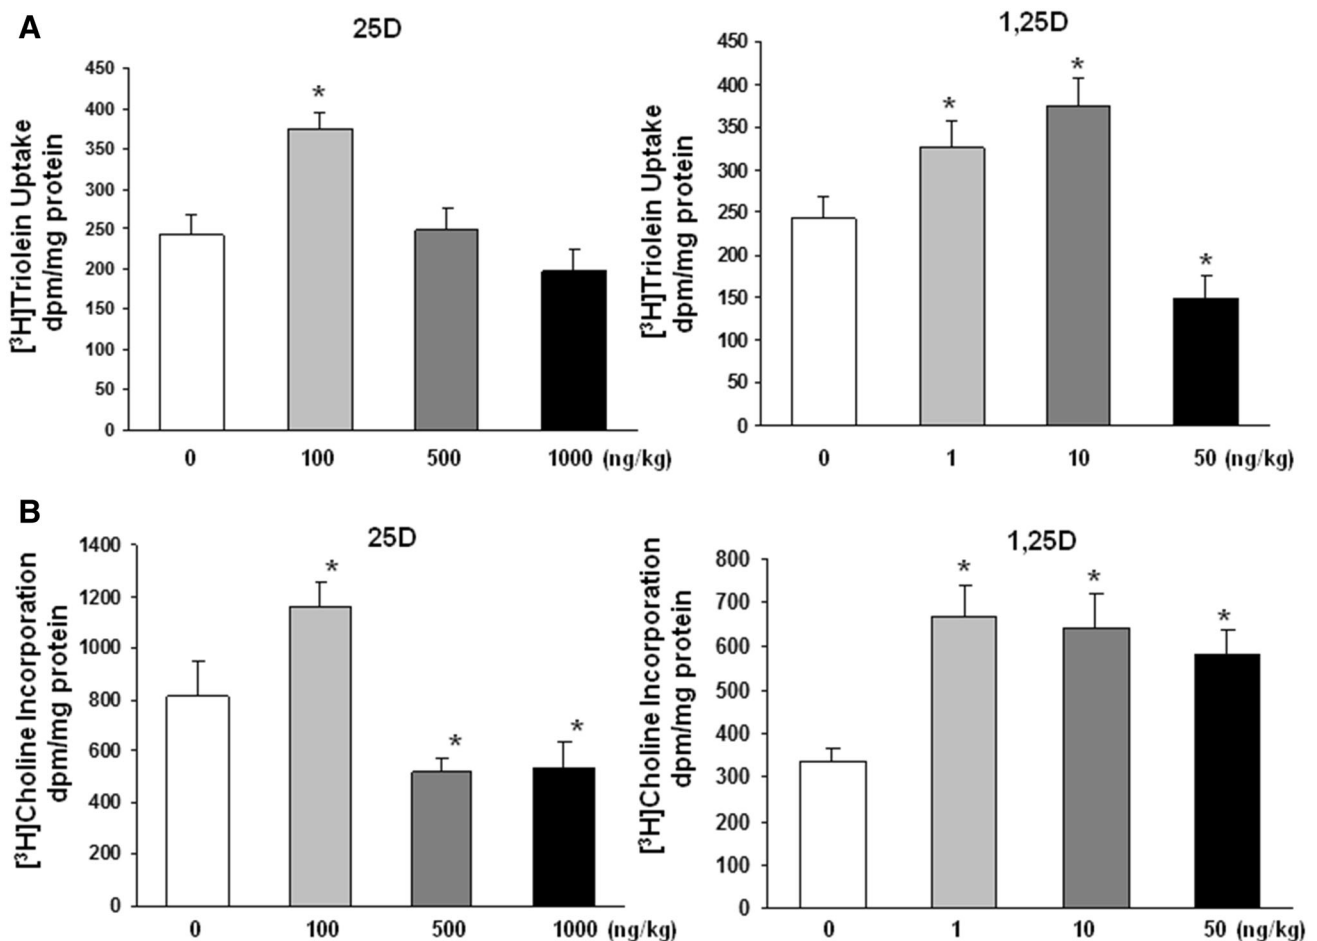 A
25D
[³H]Triolein Uptake
dpm/mg protein
450
400
350
300
250
200
150
100
50
0
*
0 100 500 1000 (ng/kg)
1,25D
[³H]Triolein Uptake
dpm/mg protein
450
400
350
300
250
200
150
100
50
0
* * *
0 1 10 50 (ng/kg)
B
25D
[³H]Choline Incorporation
dpm/mg protein
1400
1200
1000
800
600
400
200
0
* * *
0 100 500 1000 (ng/kg)
1,25D
[³H]Choline Incorporation
dpm/mg protein
800
700
600
500
400
300
200
100
0
* * *
0 1 10 50 (ng/kg)